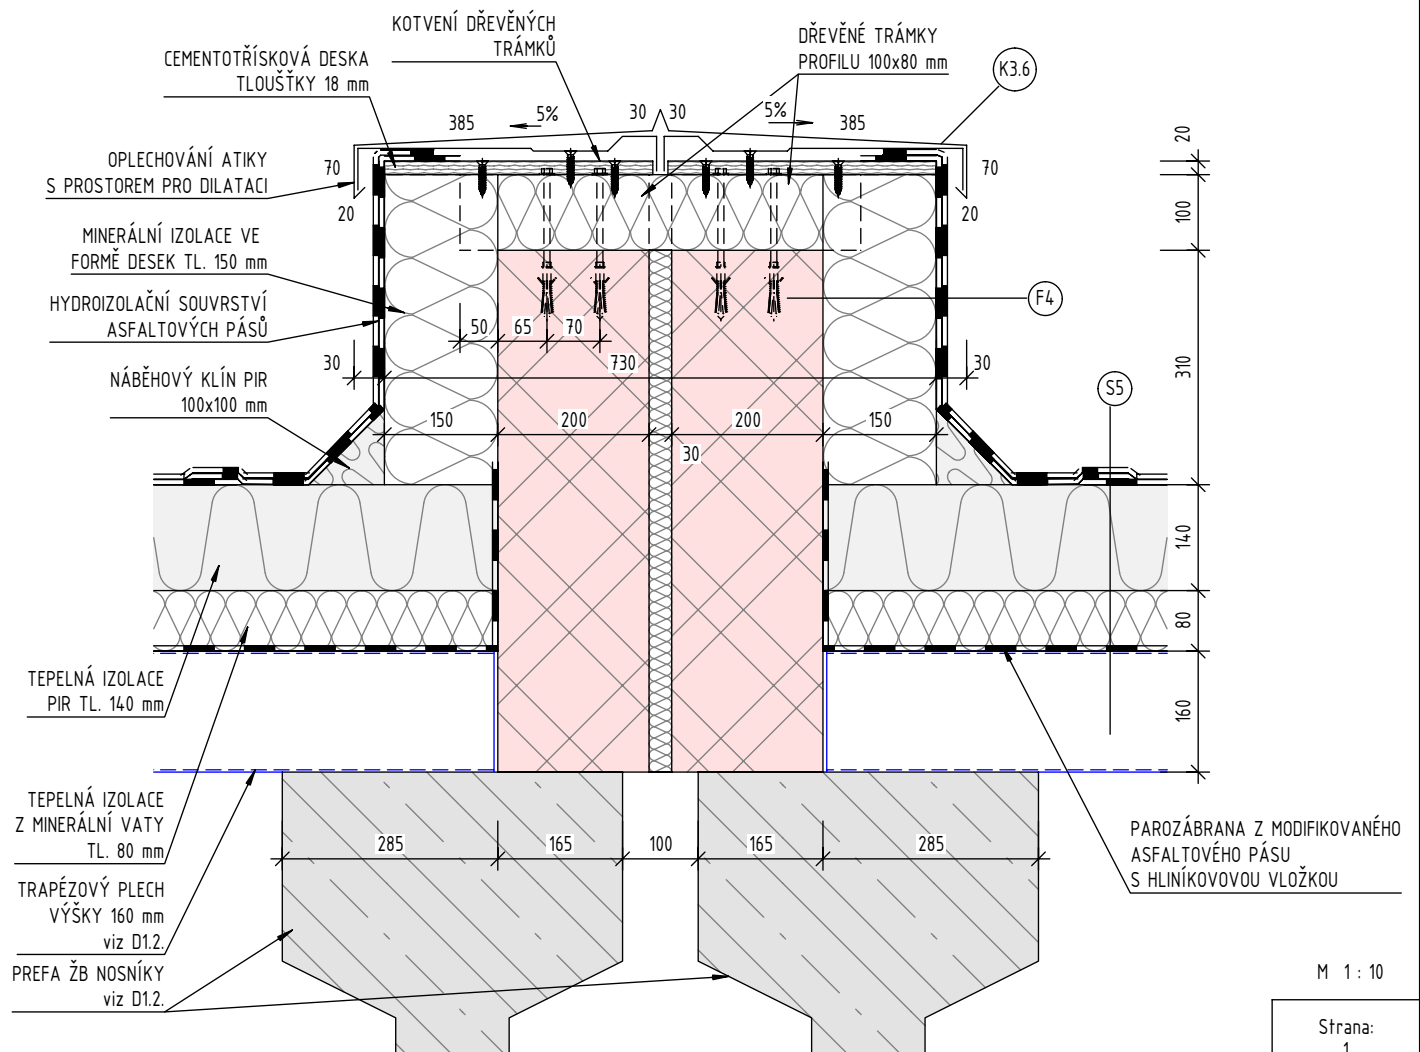 KOTVENÍ DŘEVĚNÝCH
TRÁMKŮ
DŘEVĚNÉ TRÁMKY
PROFILU 100x80 mm
K3.6
CEMENTOTŘÍSKOVÁ DESKA
TLOUŠŤKY 18 mm
385
5%
30
30
5%
385
20
OPLECHOVÁNÍ ATIKY
S PROSTOREM PRO DILATACI
70
70
20
20
100
MINERÁLNÍ IZOLACE VE
FORMĚ DESEK TL. 150 mm
HYDROIZOLAČNÍ SOUVRSTVÍ
ASFALTOVÝCH PÁSŮ
F4
50
65
70
30
730
30
310
NÁBĚHOVÝ KLÍN PIR
100x100 mm
S5
150
200
200
150
30
140
80
TEPELNÁ IZOLACE
PIR TL. 140 mm
160
TEPELNÁ IZOLACE
Z MINERÁLNÍ VATY
TL. 80 mm
285
165
100
165
285
PAROZÁBRANA Z MODIFIKOVANÉHO
ASFALTOVÉHO PÁSU
S HLINÍKOVOVOU VLOŽKOU
TRAPÉZOVÝ PLECH
VÝŠKY 160 mm
viz D1.2.
PREFA ŽB NOSNÍKY
viz D1.2.
M 1 : 10
Strana:
1